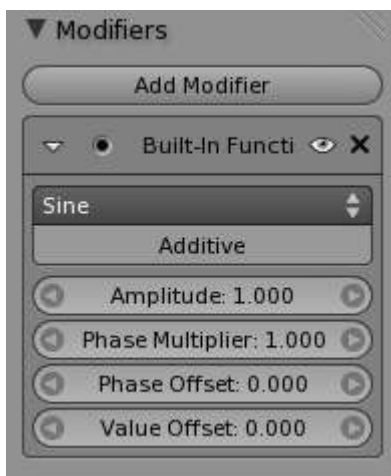 Modifiers
Add Modifier
Built-In Functi
Sine
Additive
Amplitude: 1.000
Phase Multiplier: 1.000
Phase Offset: 0.000
Value Offset: 0.000